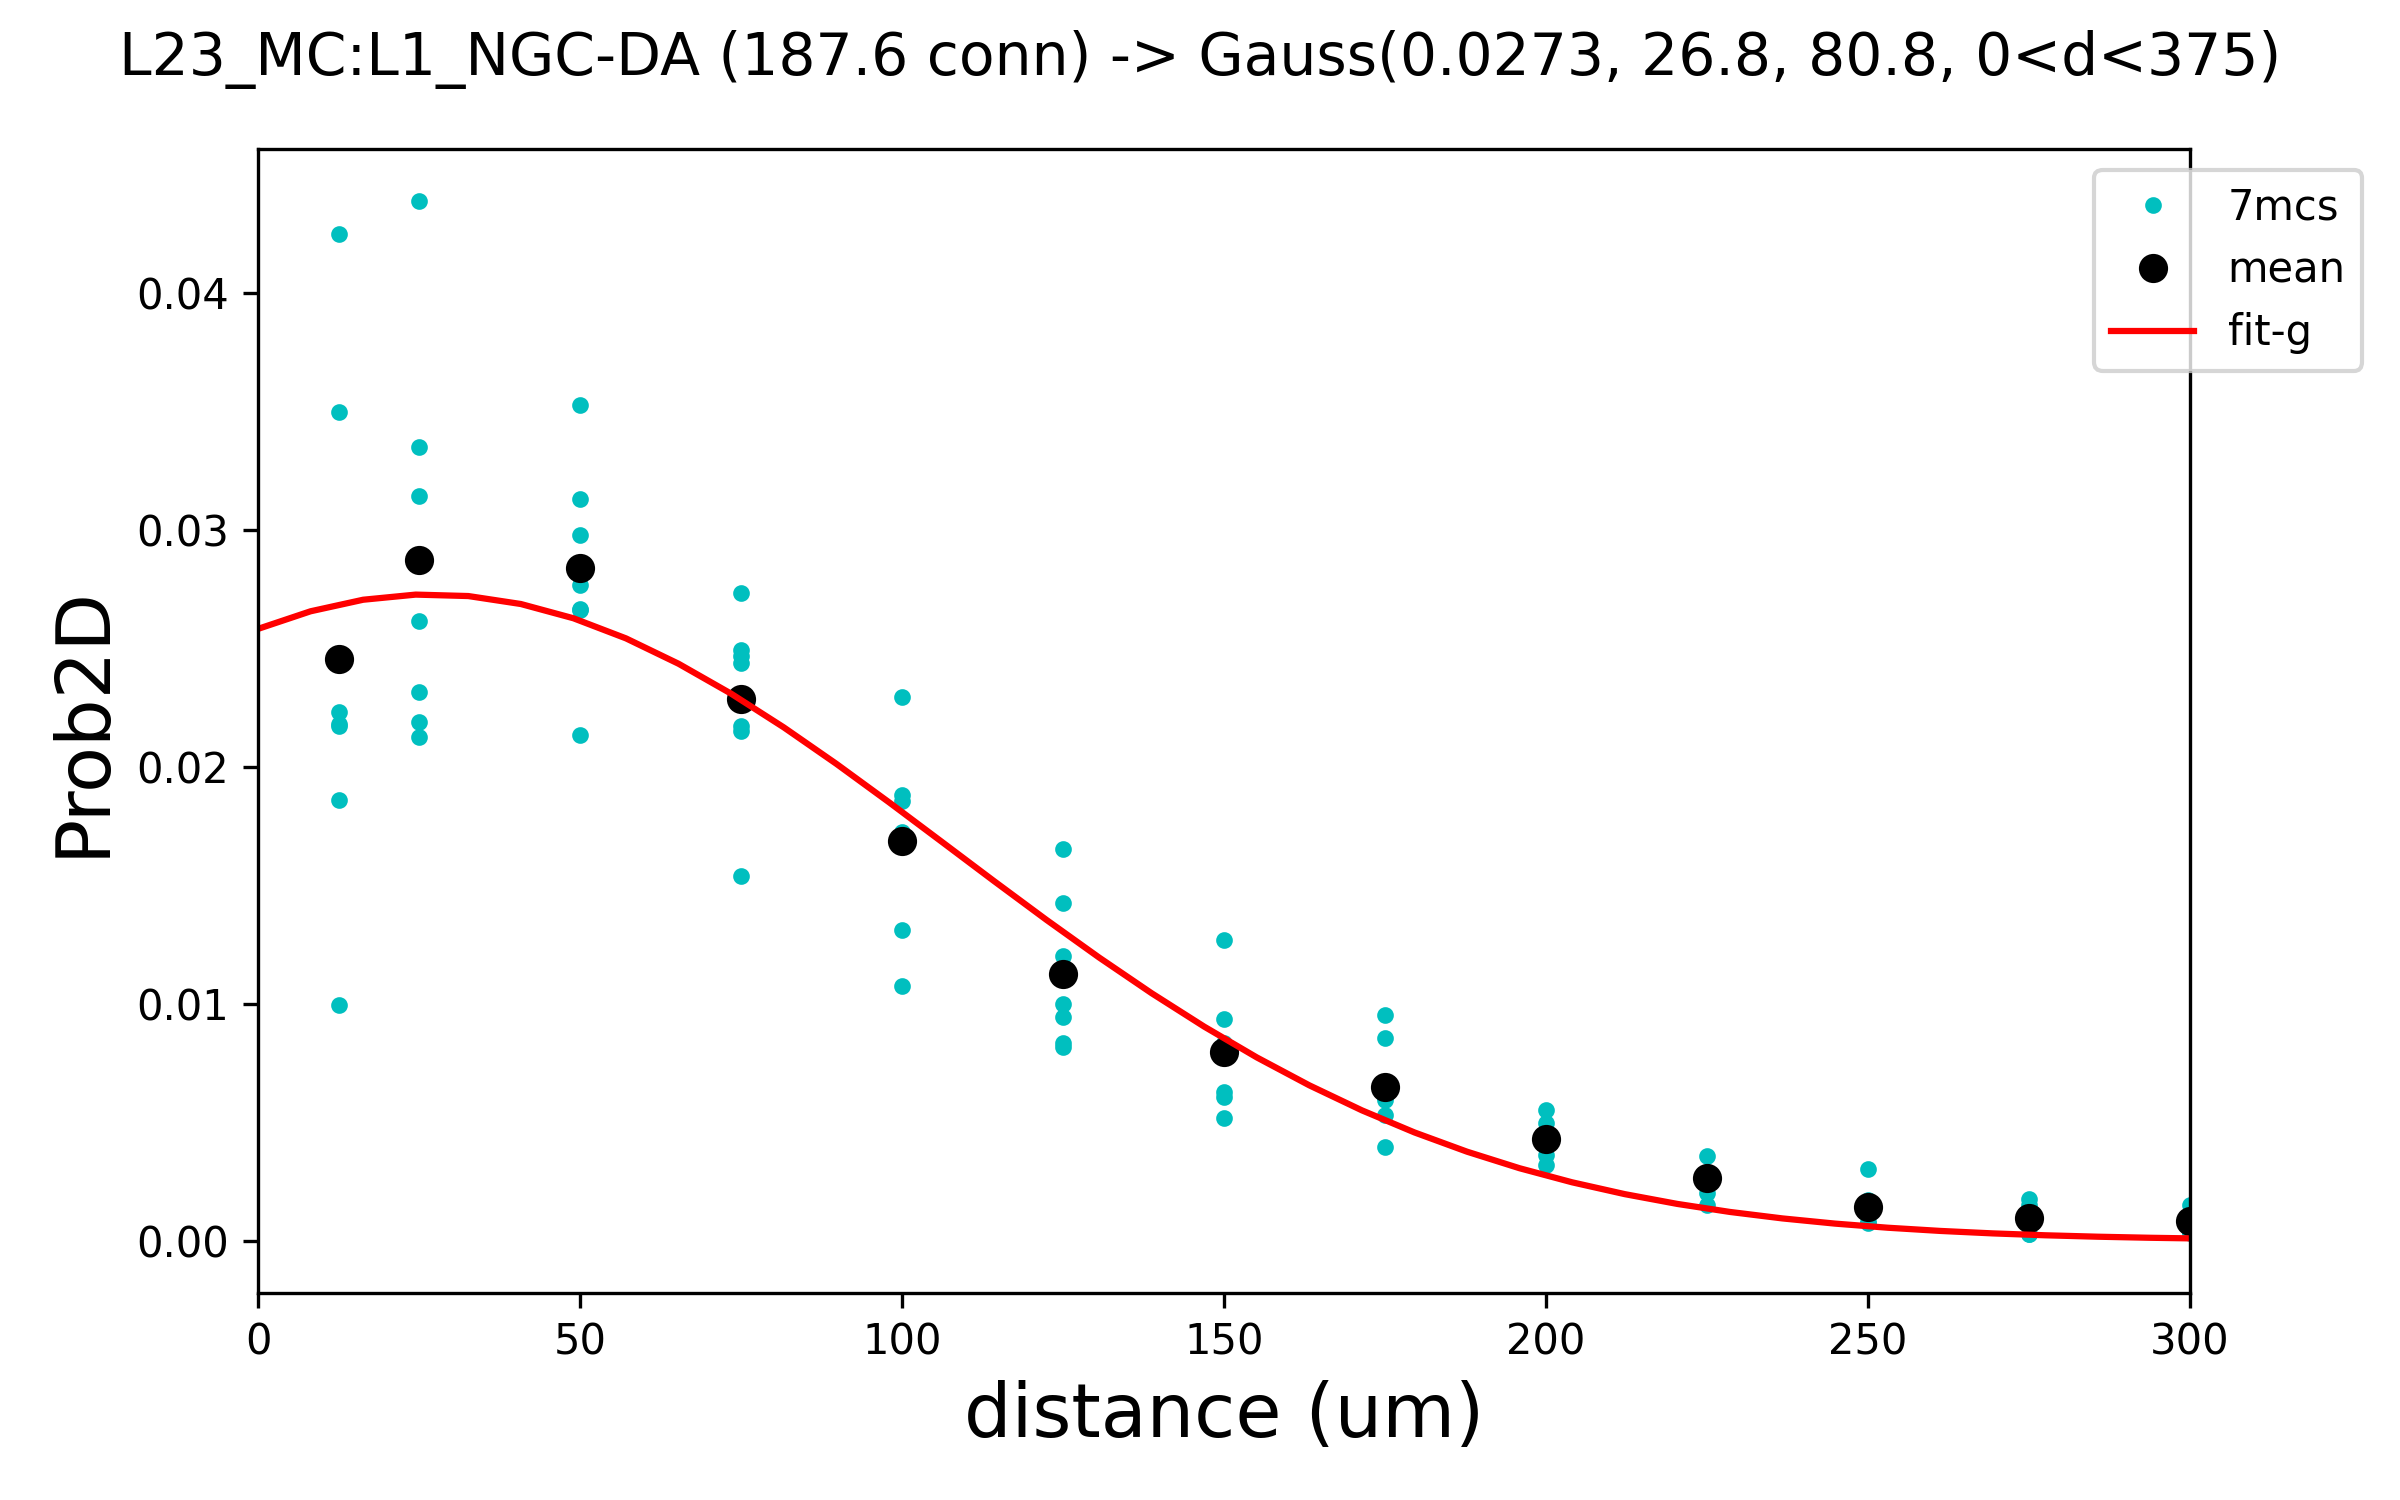 L23_MC:L1_NGC-DA (187.6 conn) -> Gauss(0.0273, 26.8, 80.8, 0<d<375)
7mcs
mean
fit-g
Prob2D
0.04
0.03
0.02
0.01
0.00
0 50 100 150 200 250 300
distance (um)